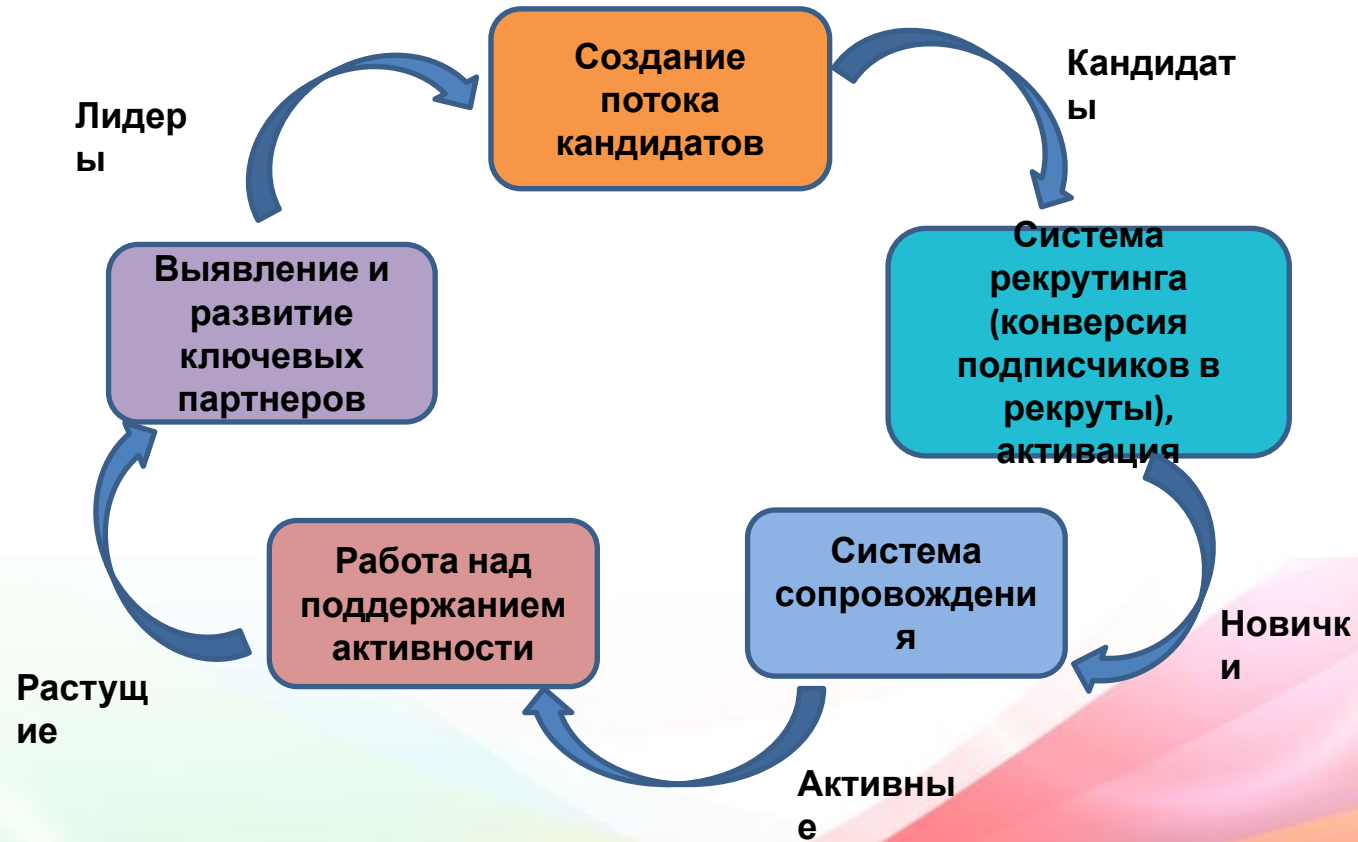 Создание
потока
кандидатов
Кандидат
ы
Система
рекрутинга
(конверсия
подписчиков в
рекруты),
активация
Новичк
и
Система
сопровождени
я
Активны
е
Работа над
поддержанием
активности
Растущ
ие
Выявление и
развитие
ключевых
партнеров
Лидер
ы